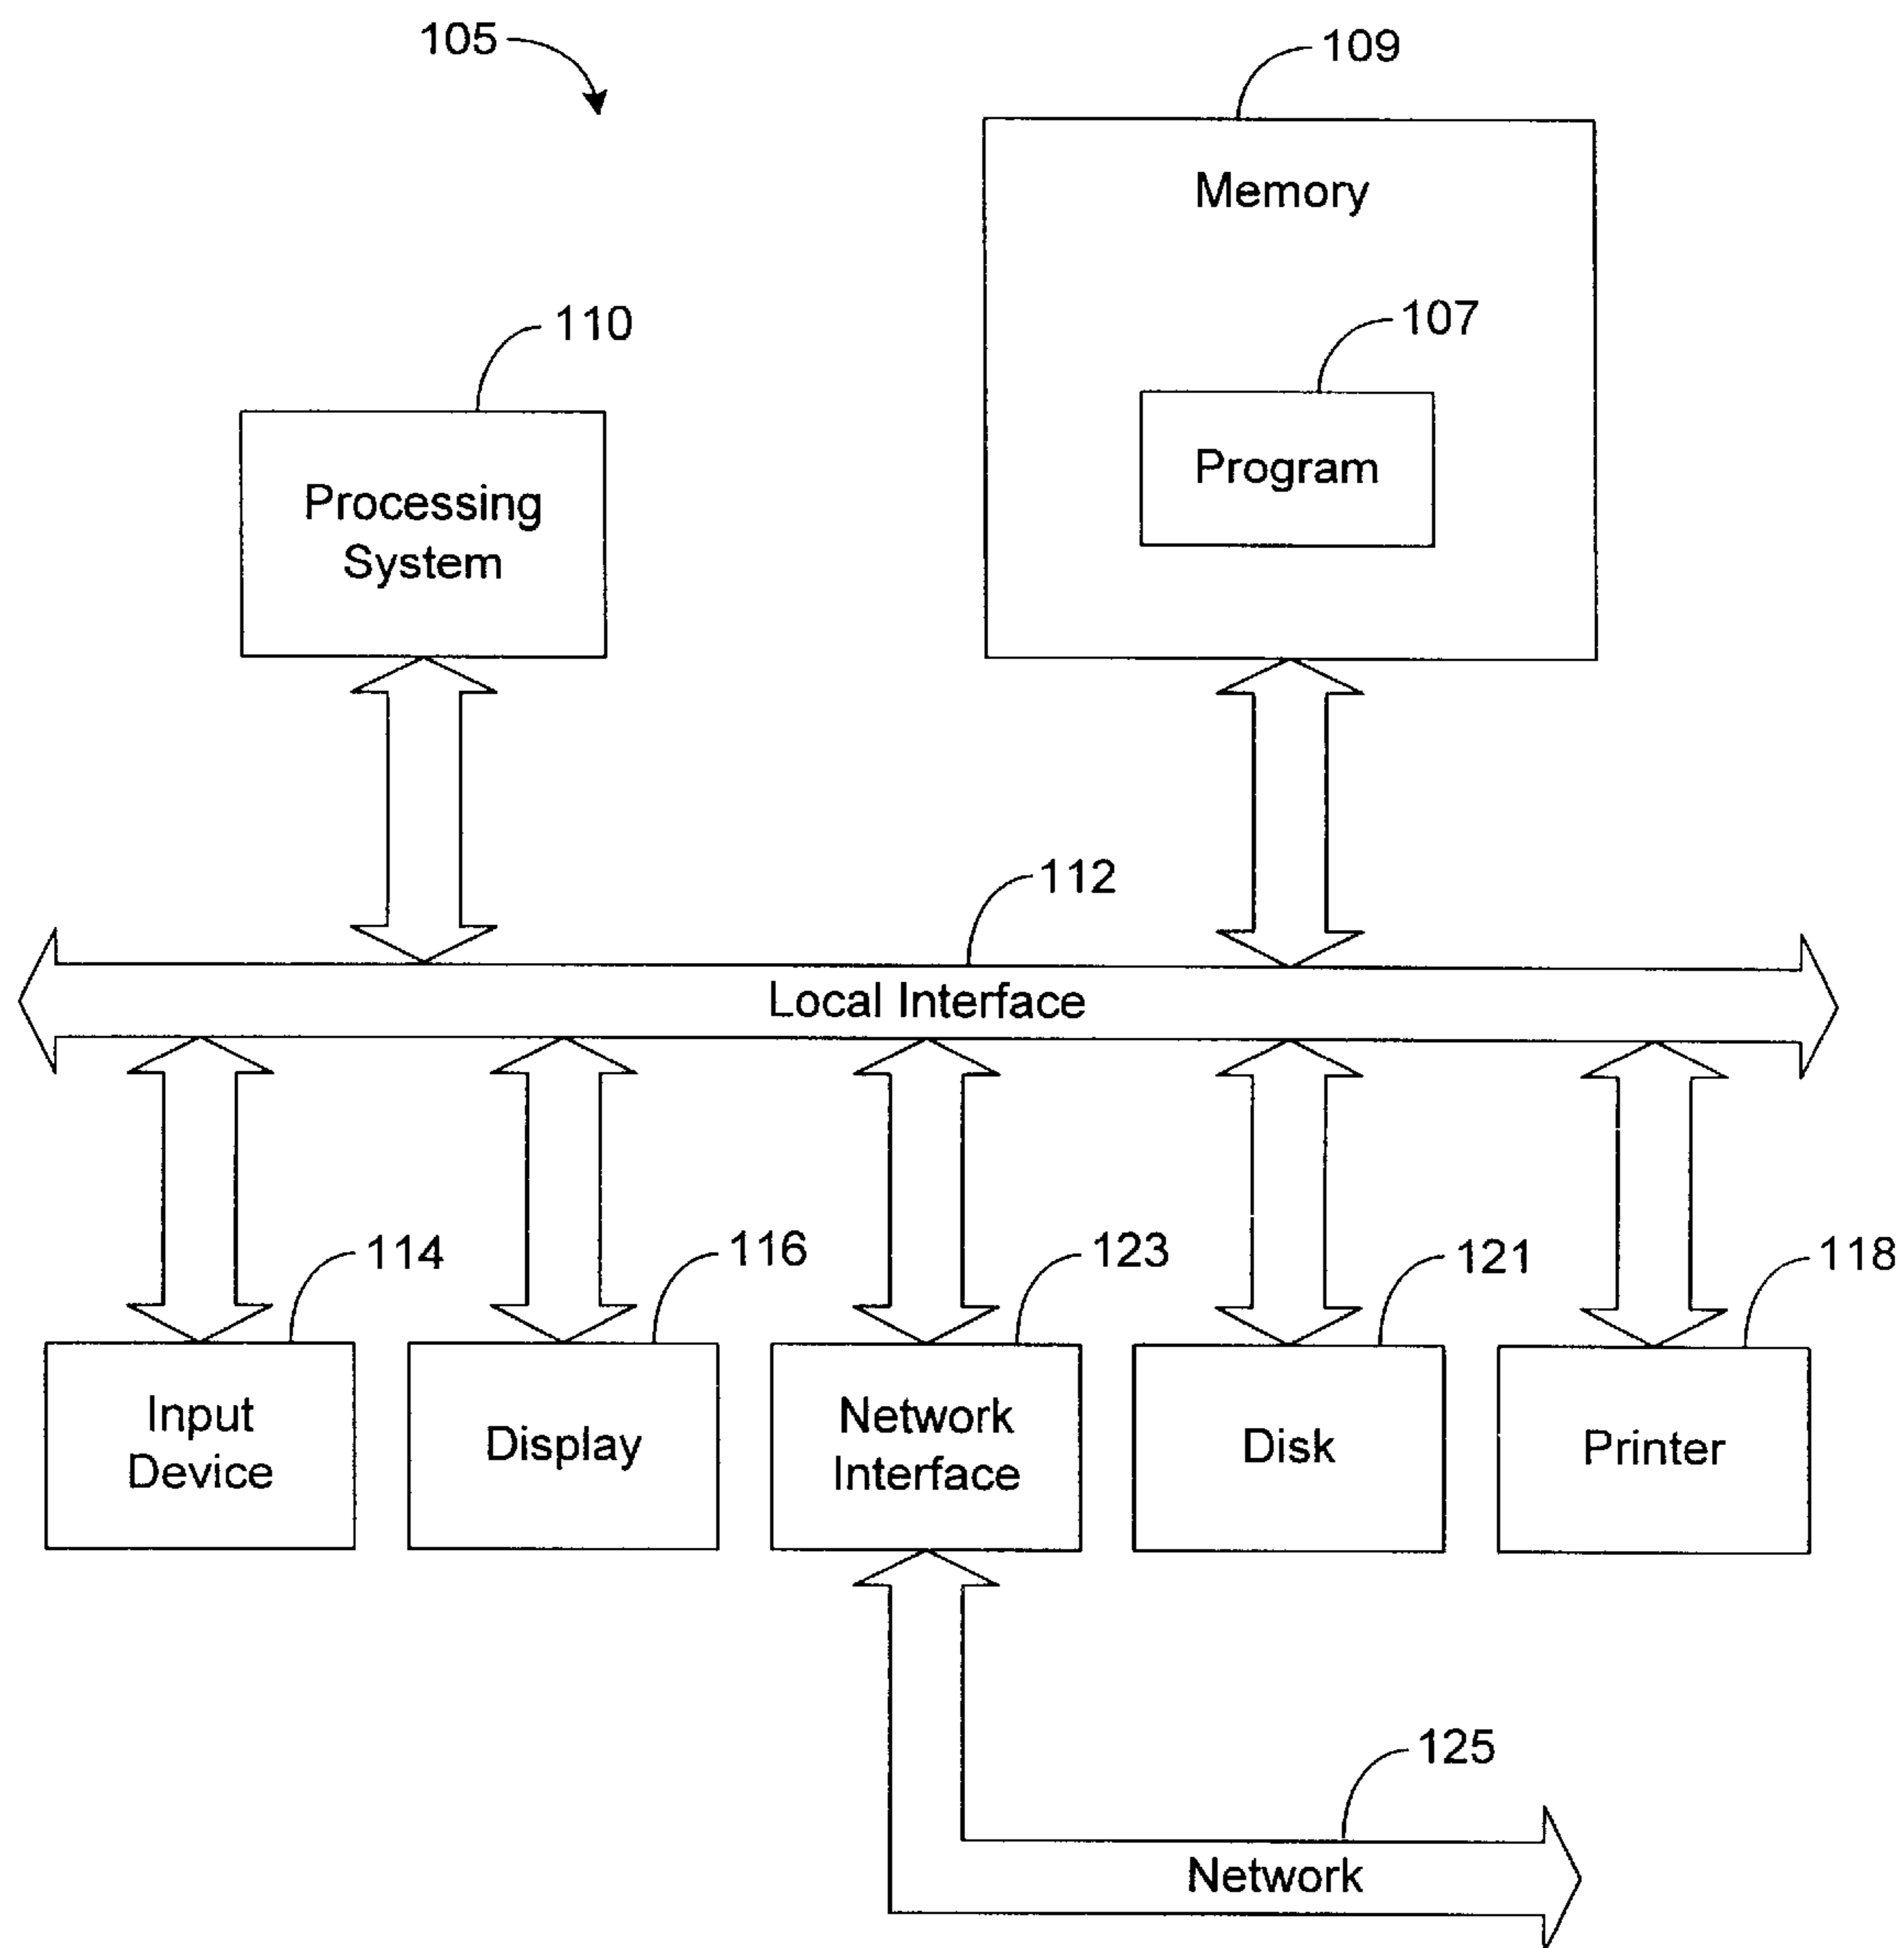 105
109
Memory
110
107
Processing
System
Program
112
Local Interface
114
116
123
121
118
Input
Device
Display
Network
Interface
Disk
Printer
125
Network